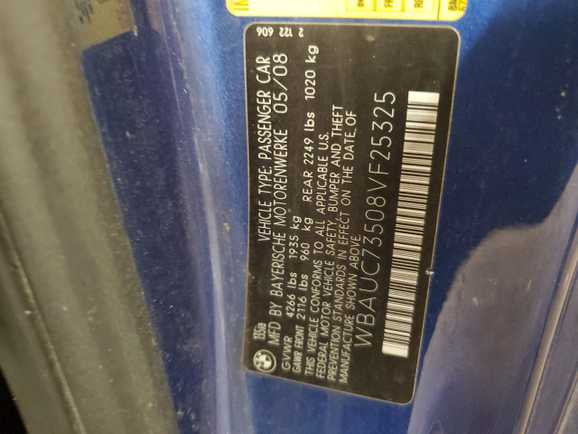 135i
VEHICLE TYPE: PASSENGER CAR
MFD BY BAYERISCHE MOTORENWERKE 05/08
GVWR 4266 lbs 1935 kg
GAWR FRONT 2116 lbs 960 kg REAR 2249 lbs 1020 kg
THIS VEHICLE CONFORMS TO ALL APPLICABLE U.S.
FEDERAL MOTOR VEHICLE SAFETY, BUMPER AND THEFT
PREVENTION STANDARDS IN EFFECT ON THE DATE OF
MANUFACTURE SHOWN ABOVE.
WBAUC73508VF25325
2 122 606